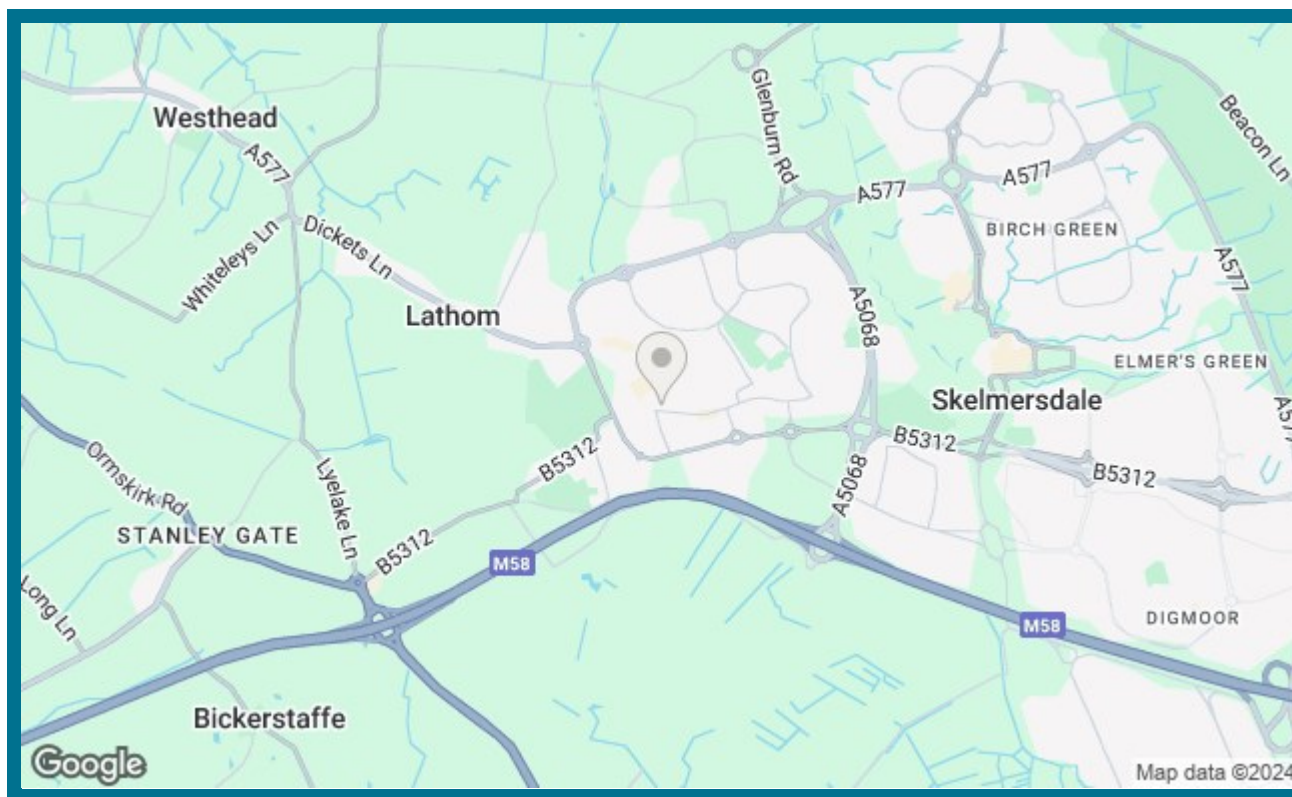 Westhead
A577
Whiteleys Ln
Dickets Ln
Lathom
Glenburn Rd
A577
A577
Beacon Ln
BIRCH GREEN
A577
A5068
ELMER'S GREEN
Skelmersdale
A577
B5312
B5312
B5312
A5068
Ormskirk Rd
Lyelake Ln
STANLEY GATE
B5312
M58
Long Ln
M58
DIGMOOR
Bickerstaffe
Google
Map data ©2024